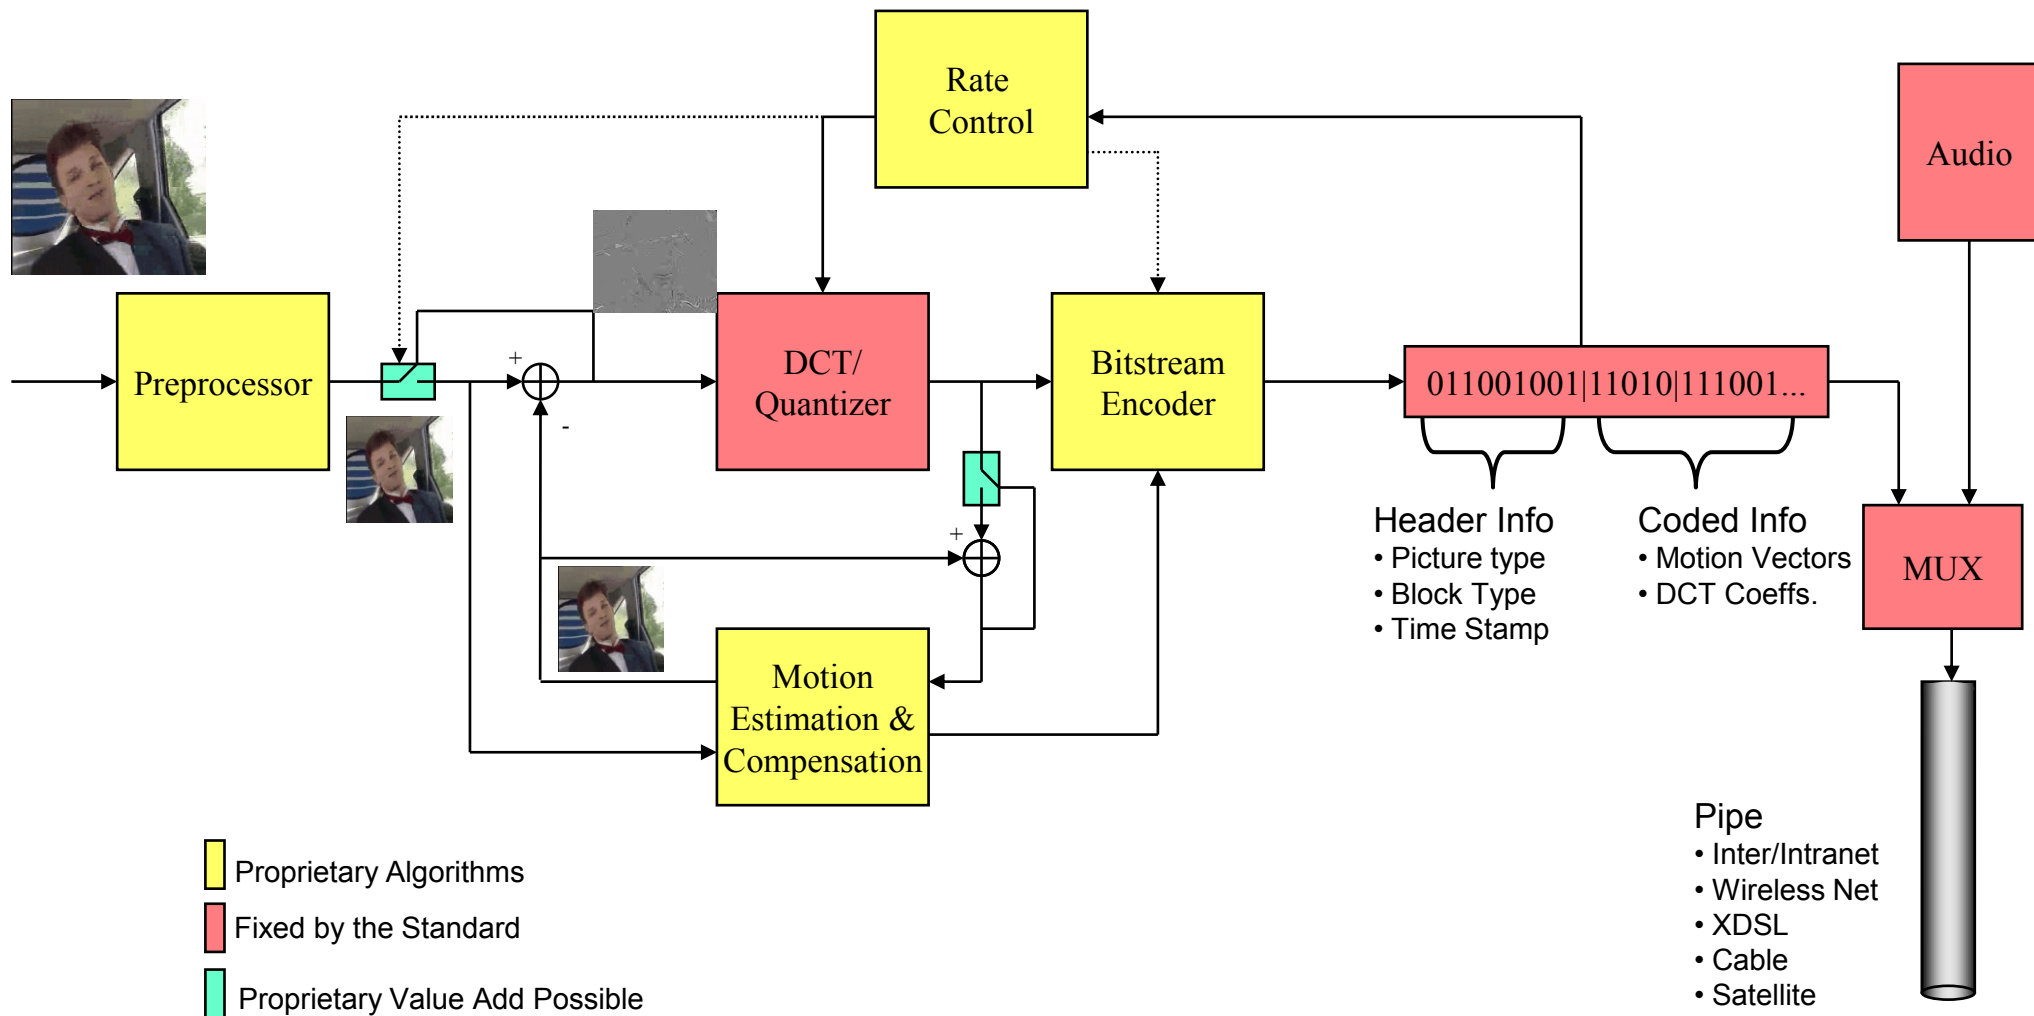 Rate
Control
Audio
Preprocessor
+
-
DCT/
Quantizer
Bitstream
Encoder
011001001|11010|111001...
+
Header Info
• Picture type
• Block Type
• Time Stamp
Coded Info
• Motion Vectors
• DCT Coeffs.
MUX
Motion
Estimation &
Compensation
Pipe
• Inter/Intranet
• Wireless Net
• XDSL
• Cable
• Satellite
Proprietary Algorithms
Fixed by the Standard
Proprietary Value Add Possible